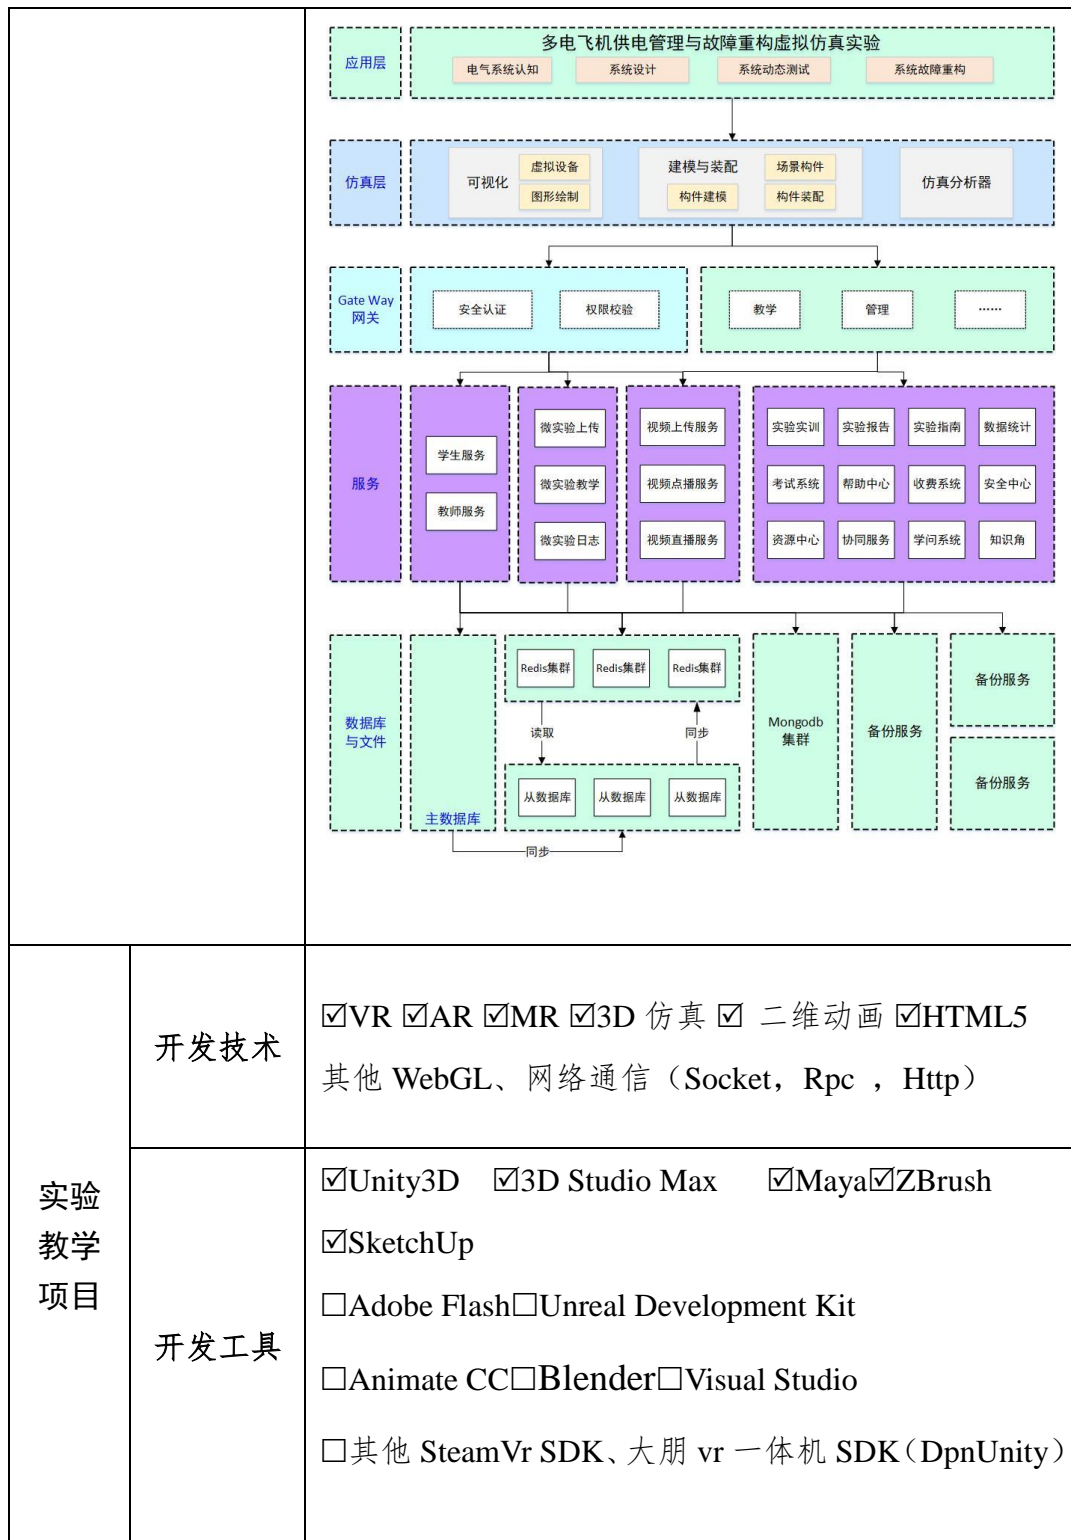 多电飞机供电管理与故障重构虚拟仿真实验
应用层
电气系统认知 系统设计 系统动态测试 系统故障重构
仿真层
可视化
虚拟设备
图形绘制
建模与装配
场景构件
构件建模
构件装配
仿真分析器
Gate Way
网关
安全认证 权限校验 教学 管理 ······
服务
学生服务
教师服务
微实验上传
微实验教学
微实验日志
视频上传服务
视频点播服务
视频直播服务
实验实训 实验报告 实验指南 数据统计
考试系统 帮助中心 收费系统 安全中心
资源中心 协同服务 学问系统 知识角
数据库
与文件
主数据库
Redis集群 Redis集群 Redis集群
读取 同步
从数据库 从数据库 从数据库
同步
Mongodb
集群
备份服务
备份服务
备份服务
实验
教学
项目
开发技术
☑VR ☑AR ☑MR ☑3D 仿真 ☑ 二维动画 ☑HTML5
其他 WebGL、网络通信（Socket，Rpc ，Http）
开发工具
☑Unity3D ☑3D Studio Max ☑Maya☑ZBrush
☑SketchUp
□Adobe Flash□Unreal Development Kit
□Animate CC□Blender□Visual Studio
□其他 SteamVr SDK、大朋 vr 一体机 SDK（DpnUnity）